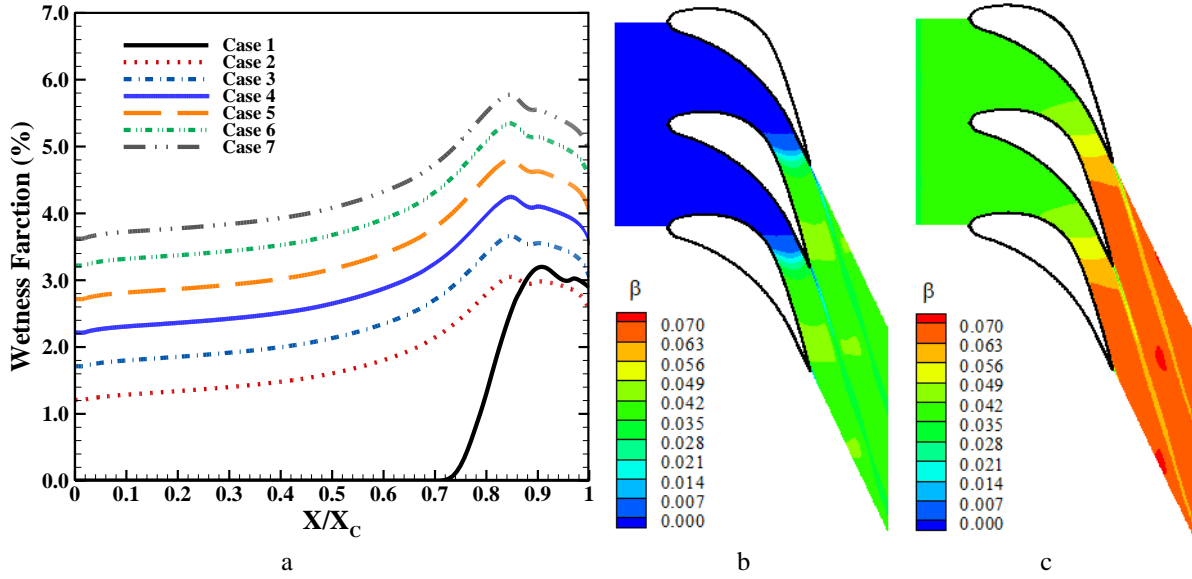 7.0
6.0
5.0
4.0
3.0
2.0
1.0
0.0
Wetness Farction (%)
Case 1
Case 2
Case 3
Case 4
Case 5
Case 6
Case 7
0 0.1 0.2 0.3 0.4 0.5 0.6 0.7 0.8 0.9 1
X/X_C
a
β
0.070
0.063
0.056
0.049
0.042
0.035
0.028
0.021
0.014
0.007
0.000
b
β
0.070
0.063
0.056
0.049
0.042
0.035
0.028
0.021
0.014
0.007
0.000
c